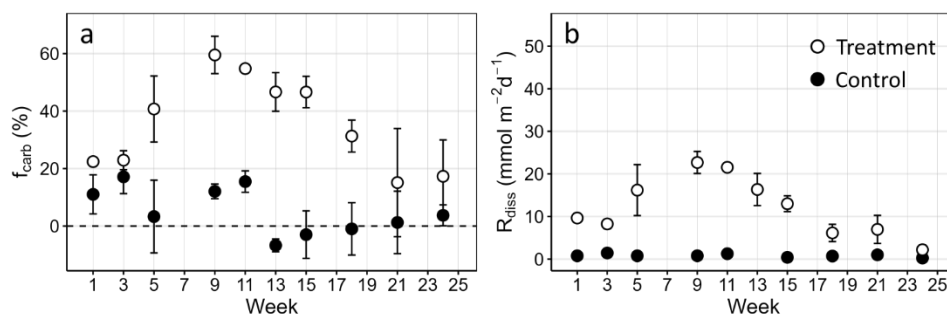 a
f_carb (%)
60
40
20
0
1 3 5 7 9 11 13 15 17 19 21 23 25
Week
b
R_diss (mmol m⁻²d⁻¹)
50
40
30
20
10
0
1 3 5 7 9 11 13 15 17 19 21 23 25
Week
Treatment
Control